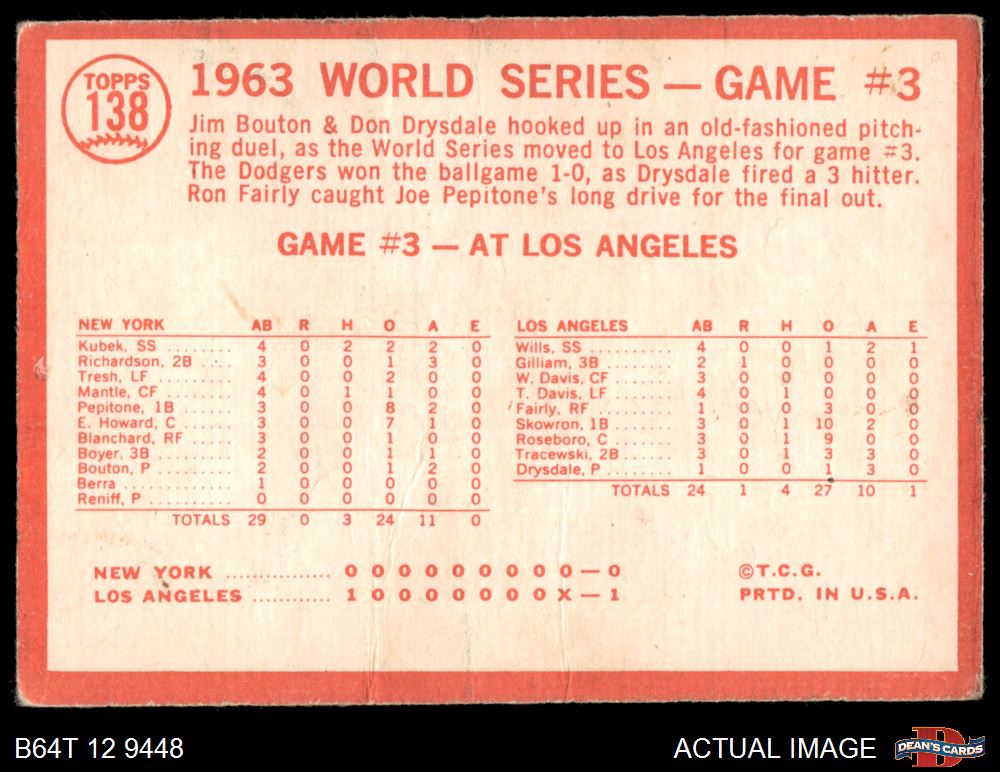 TOPPS
138
1963 WORLD SERIES — GAME #3
Jim Bouton & Don Drysdale hooked up in an old-fashioned pitch-
ing duel, as the World Series moved to Los Angeles for game #3.
The Dodgers won the ballgame 1-0, as Drysdale fired a 3 hitter.
Ron Fairly caught Joe Pepitone's long drive for the final out.
GAME #3 — AT LOS ANGELES
NEW YORK AB R H O A E
Kubek, SS ........ 4 0 2 2 2 0
Richardson, 2B .... 3 0 0 1 3 0
Tresh, LF ......... 4 0 0 2 0 0
Mantle, CF ........ 4 0 1 1 0 0
Pepitone, 1B ...... 3 0 0 8 2 0
E. Howard, C ...... 3 0 0 7 1 0
Blanchard, RF ..... 3 0 0 1 0 0
Boyer, 3B ......... 2 0 0 1 1 0
Bouton, P ......... 2 0 0 1 2 0
Berra ............. 1 0 0 0 0 0
Reniff, P ......... 0 0 0 0 0 0
TOTALS 29 0 3 24 11 0
LOS ANGELES AB R H O A E
Wills, SS ......... 4 0 0 1 2 1
Gilliam, 3B ....... 2 1 0 0 0 0
W. Davis, CF ...... 3 0 0 0 0 0
T. Davis, LF ...... 4 0 1 0 0 0
Fairly, RF ........ 1 0 0 3 0 0
Skowron, 1B ....... 3 0 1 10 2 0
Roseboro, C ....... 3 0 1 9 0 0
Tracewski, 2B ..... 3 0 1 3 3 0
Drysdale, P ....... 1 0 0 1 3 0
TOTALS 24 1 4 27 10 1
NEW YORK ............... 0 0 0 0 0 0 0 0 0 — 0
LOS ANGELES ........... 1 0 0 0 0 0 0 0 X — 1
©T.C.G.
PRTD. IN U.S.A.
B64T 12 9448
ACTUAL IMAGE
D
DEAN'S CARDS